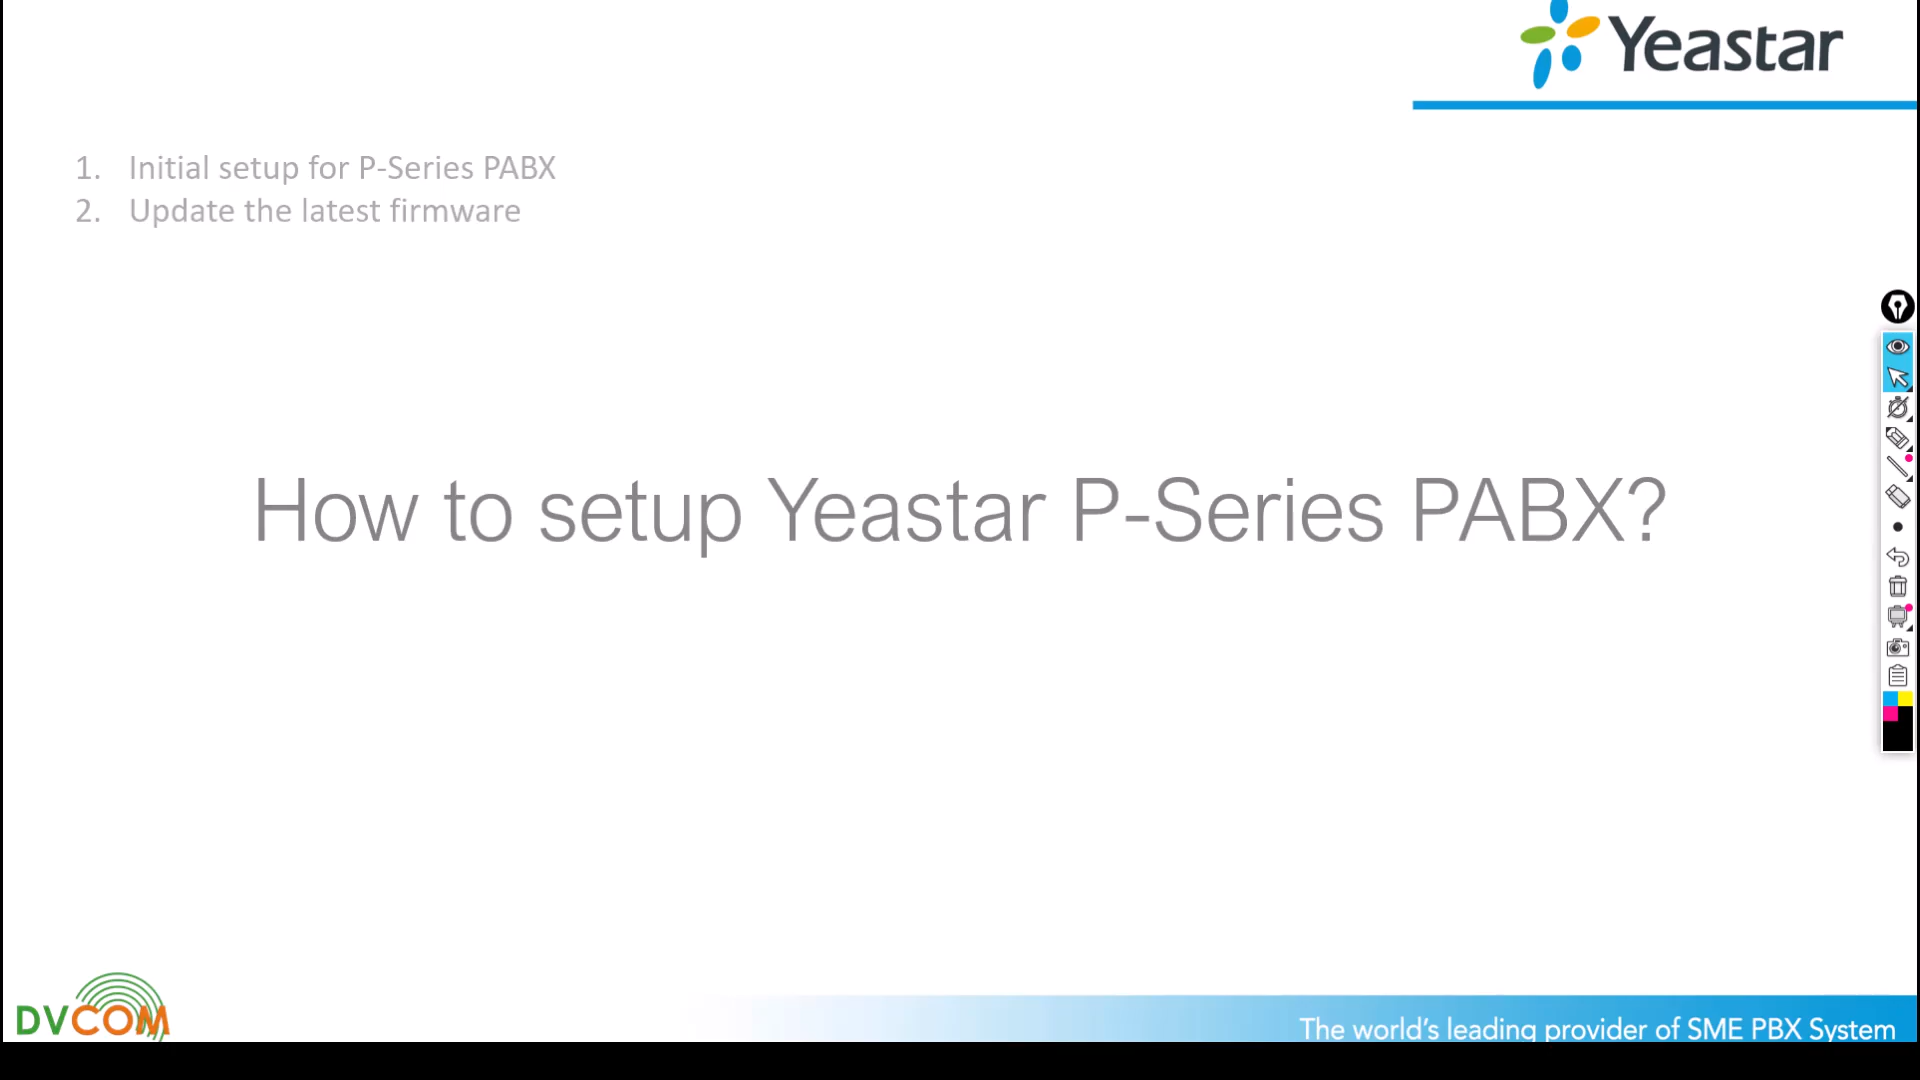 Yeastar
1. Initial setup for P-Series PABX
2. Update the latest firmware
How to setup Yeastar P-Series PABX?
DVCOM
The world's leading provider of SME PBX System